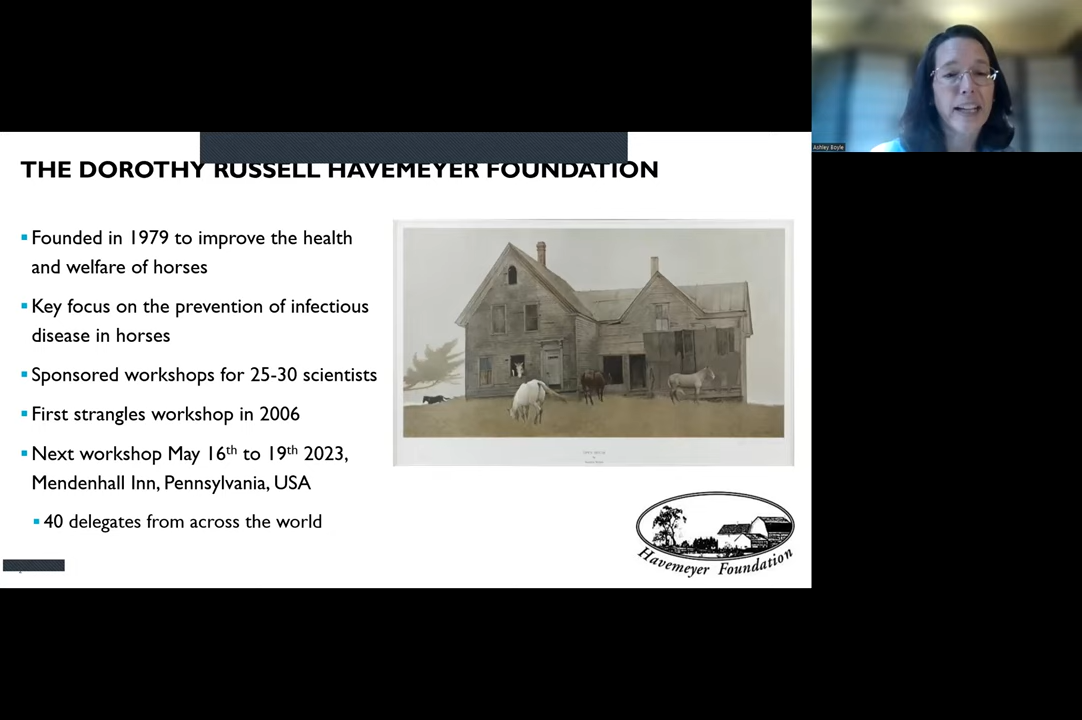 Ashley Boyle
THE DOROTHY RUSSELL HAVEMEYER FOUNDATION
▪ Founded in 1979 to improve the health
and welfare of horses
▪ Key focus on the prevention of infectious
disease in horses
▪ Sponsored workshops for 25-30 scientists
▪ First strangles workshop in 2006
▪ Next workshop May 16th to 19th 2023,
Mendenhall Inn, Pennsylvania, USA
▪ 40 delegates from across the world
Havemeyer Foundation